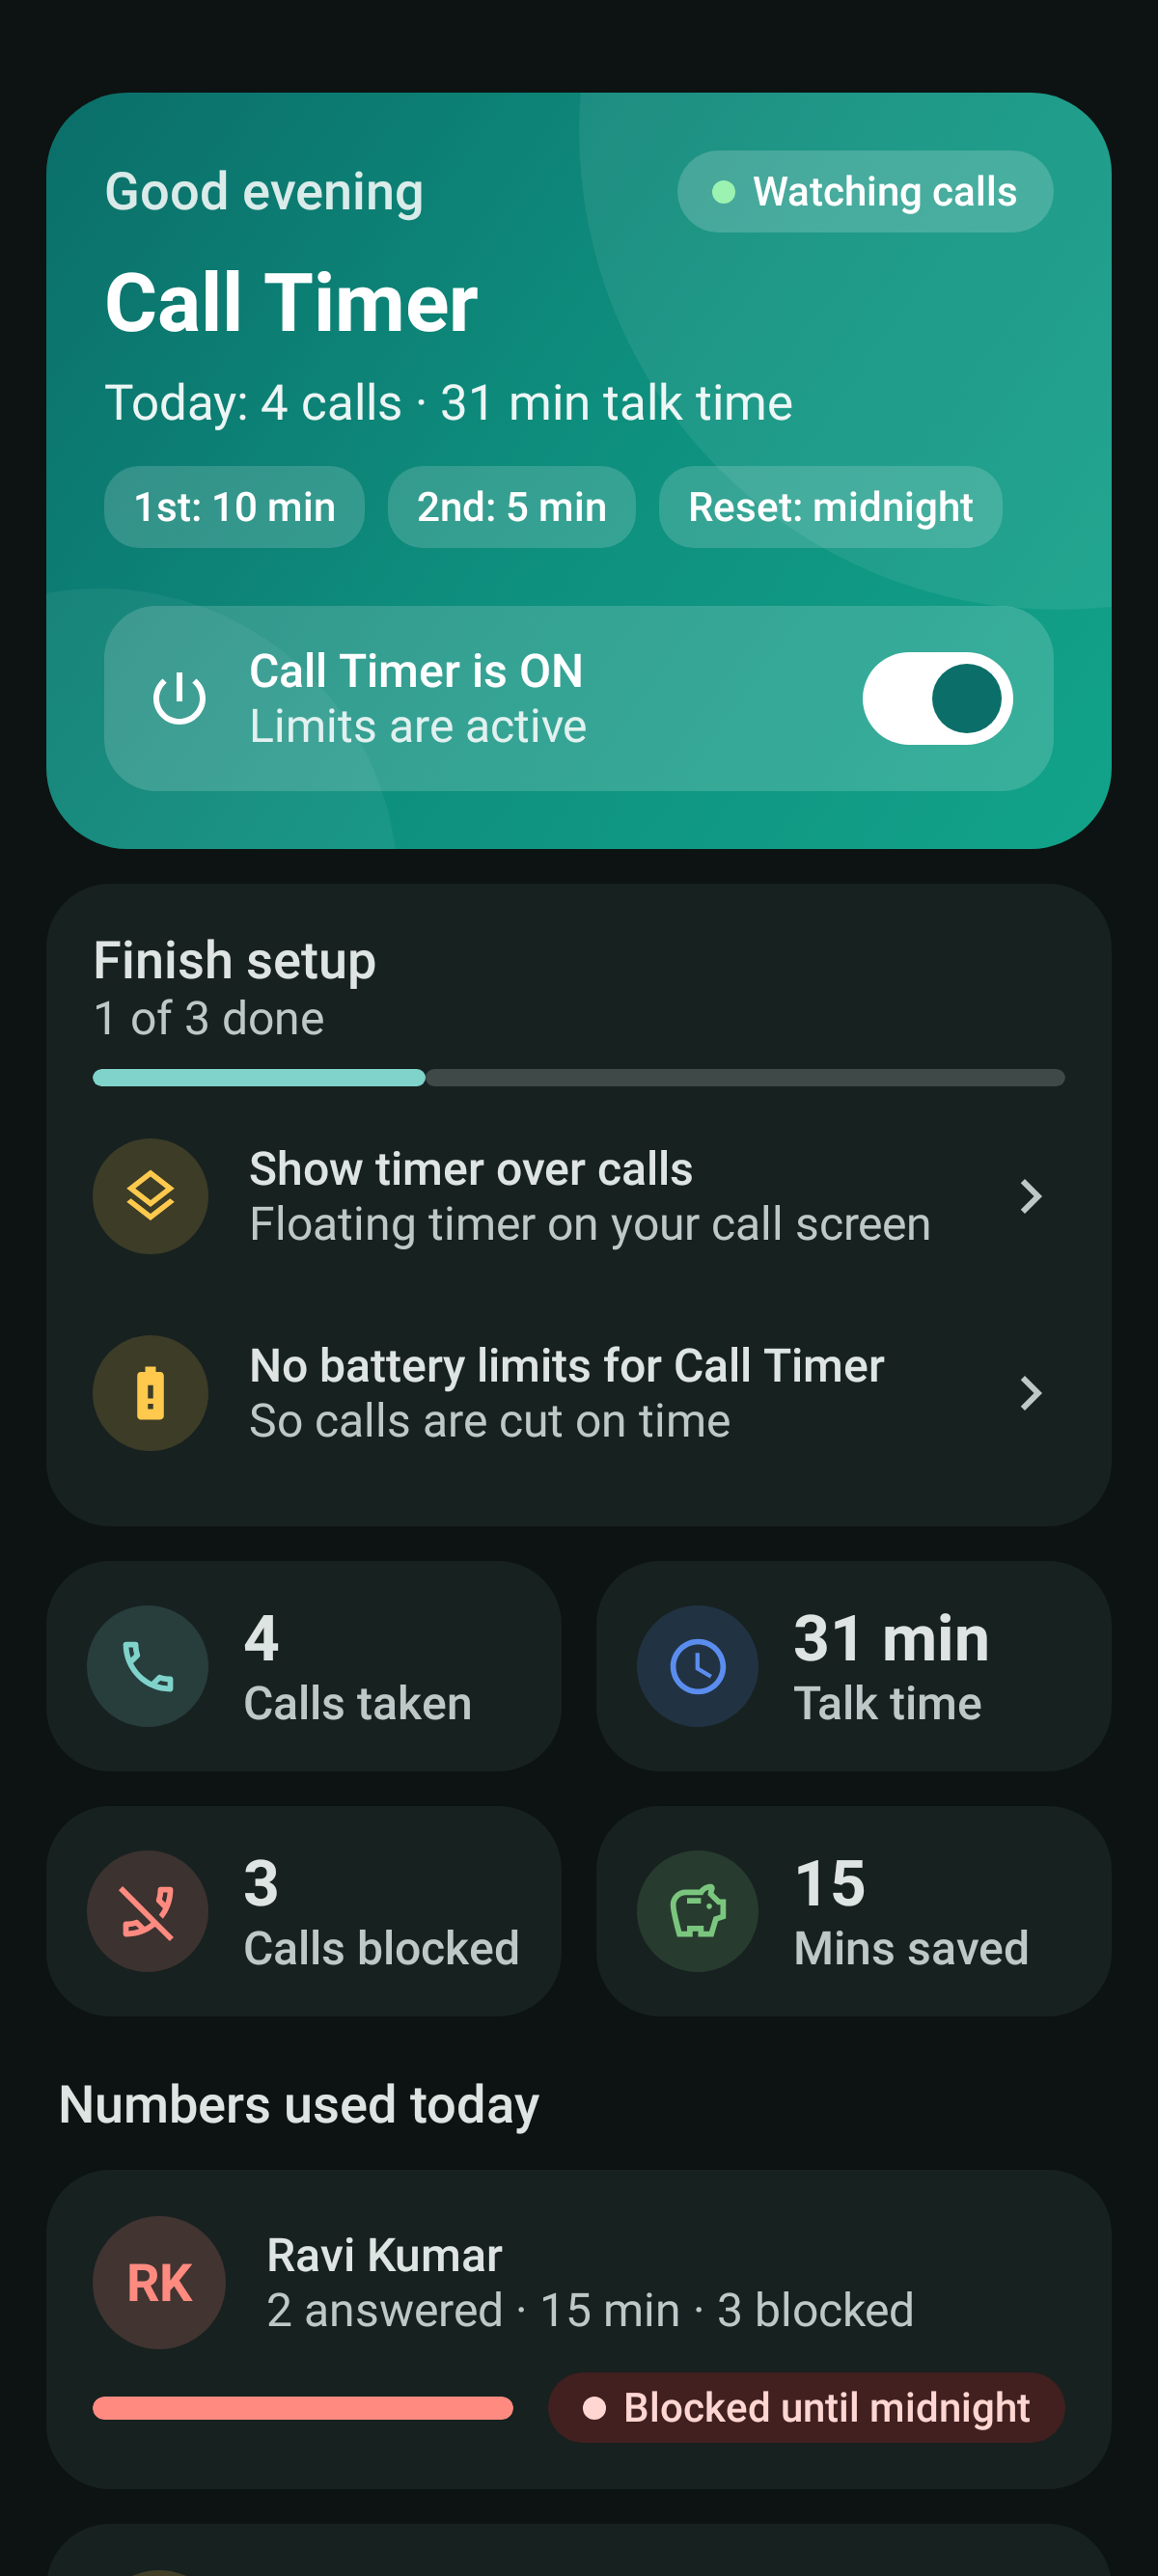 Good evening
Watching calls
Call Timer
Today: 4 calls · 31 min talk time
1st: 10 min
2nd: 5 min
Reset: midnight
Call Timer is ON
Limits are active
Finish setup
1 of 3 done
Show timer over calls
Floating timer on your call screen
No battery limits for Call Timer
So calls are cut on time
4
Calls taken
31 min
Talk time
3
Calls blocked
15
Mins saved
Numbers used today
RK
Ravi Kumar
2 answered · 15 min · 3 blocked
Blocked until midnight